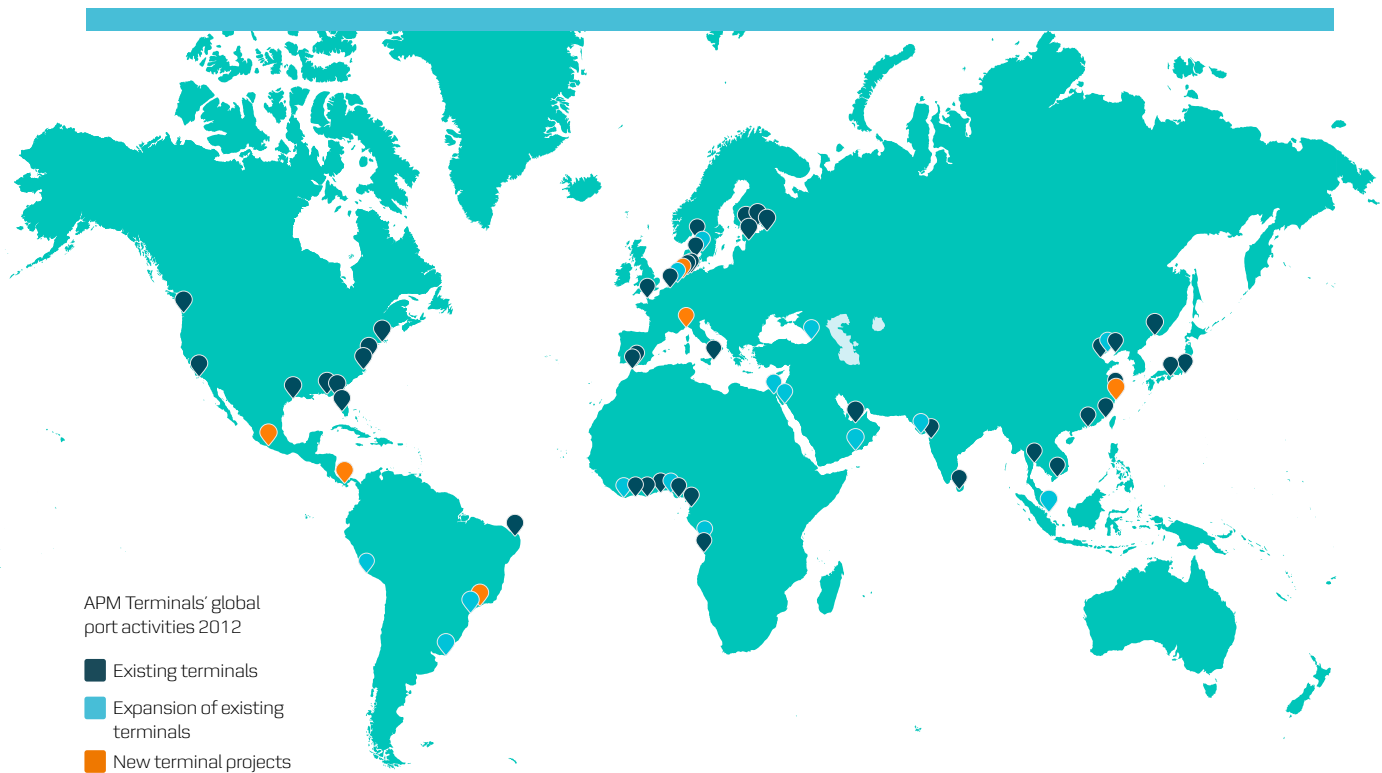 APM Terminals´ global
port activities 2012
Existing terminals
Expansion of existing
terminals
New terminal projects